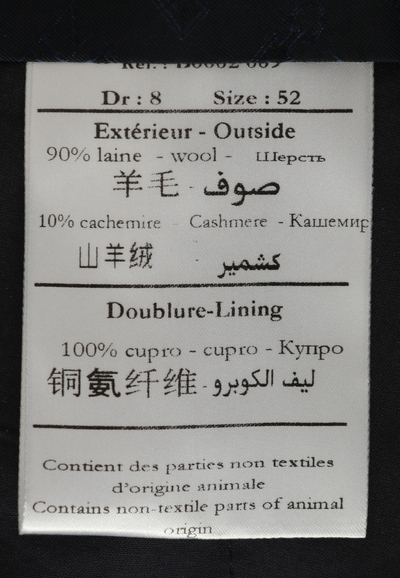 Dr : 8 Size : 52
Extérieur - Outside
90% laine - wool - Шерсть
羊毛 - صوف
10% cachemire - Cashmere - Кашемир
山羊绒 - كشمير
Doublure-Lining
100% cupro - cupro - Купро
铜氨纤维 - ليف الكوبرو
Contient des parties non textiles
d'origine animale
Contains non-textile parts of animal
origin